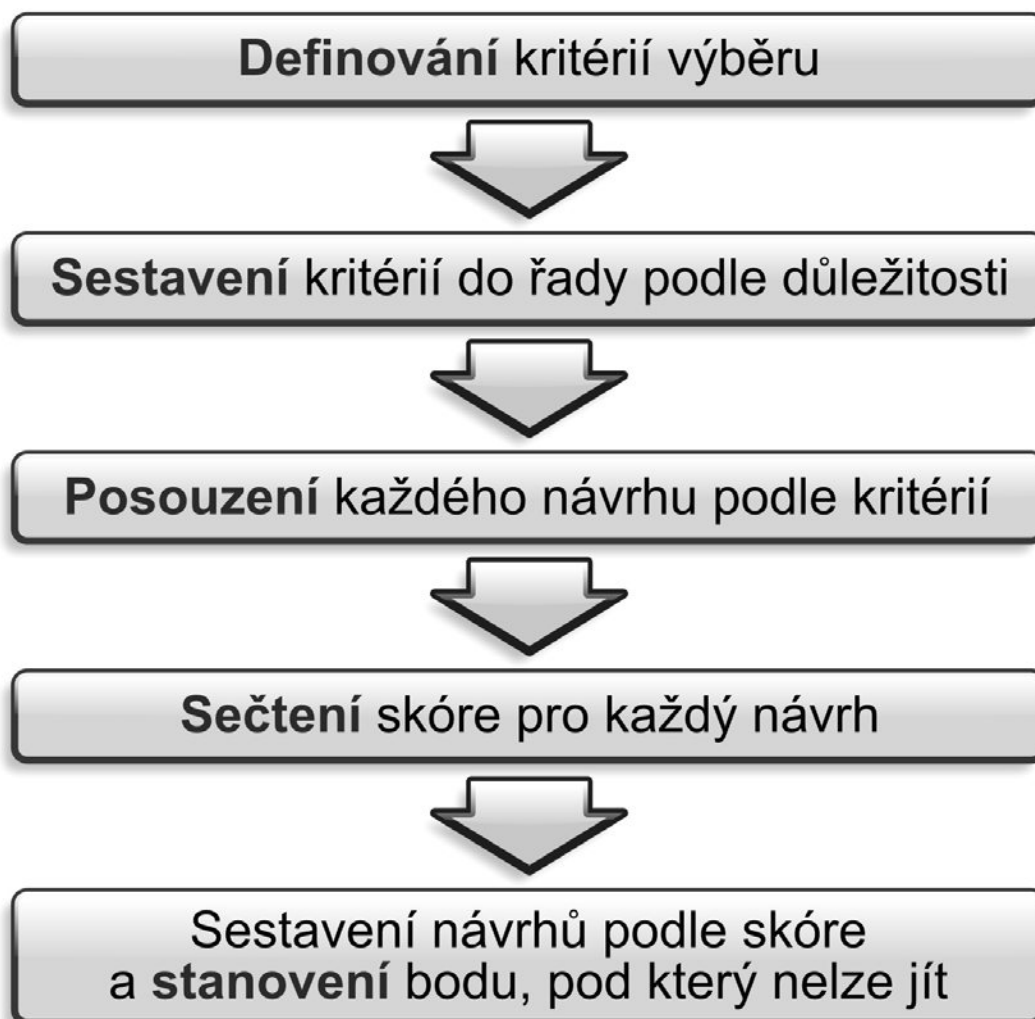 Definování kritérií výběru
Sestavení kritérií do řady podle důležitosti
Posouzení každého návrhu podle kritérií
Sečtení skóre pro každý návrh
Sestavení návrhů podle skóre
a stanovení bodu, pod který nelze jít